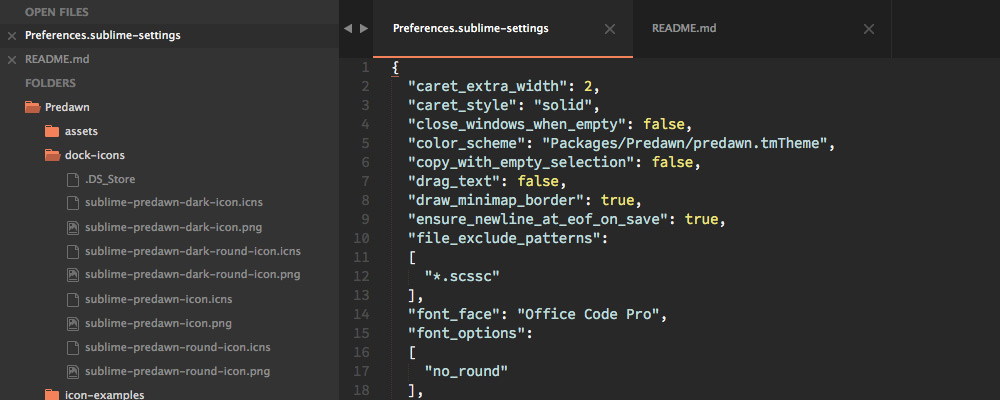 OPEN FILES
Preferences.sublime-settings
README.md
FOLDERS
Predawn
assets
dock-icons
.DS_Store
sublime-predawn-dark-icon.icns
sublime-predawn-dark-icon.png
sublime-predawn-dark-round-icon.icns
sublime-predawn-dark-round-icon.png
sublime-predawn-icon.icns
sublime-predawn-icon.png
sublime-predawn-round-icon.icns
sublime-predawn-round-icon.png
icon-examples
Preferences.sublime-settings
README.md
1 {
2 "caret_extra_width": 2,
3 "caret_style": "solid",
4 "close_windows_when_empty": false,
5 "color_scheme": "Packages/Predawn/predawn.tmTheme",
6 "copy_with_empty_selection": false,
7 "drag_text": false,
8 "draw_minimap_border": true,
9 "ensure_newline_at_eof_on_save": true,
10 "file_exclude_patterns":
11 [
12 "*.scssc"
13 ],
14 "font_face": "Office Code Pro",
15 "font_options":
16 [
17 "no_round"
18 ],